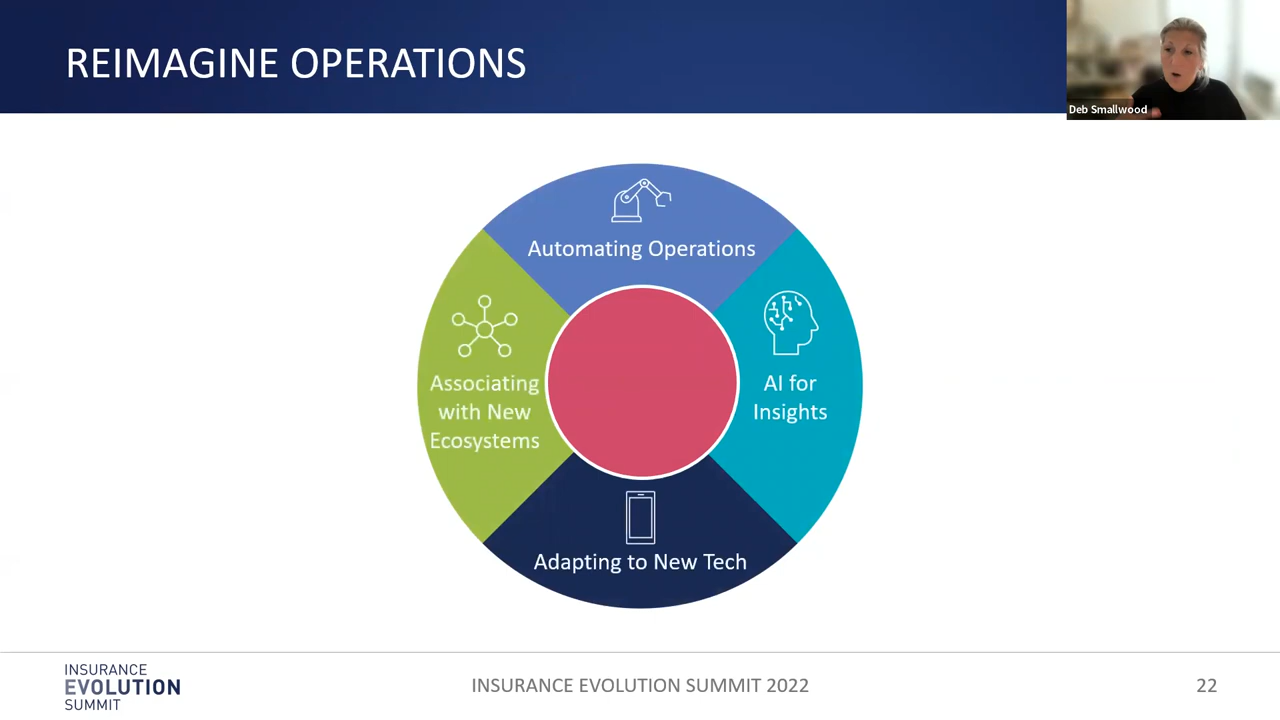 REIMAGINE OPERATIONS
Deb Smallwood
Automating Operations
Associating
with New
Ecosystems
AI for
Insights
Adapting to New Tech
INSURANCE
EVOLUTION
SUMMIT
INSURANCE EVOLUTION SUMMIT 2022
22